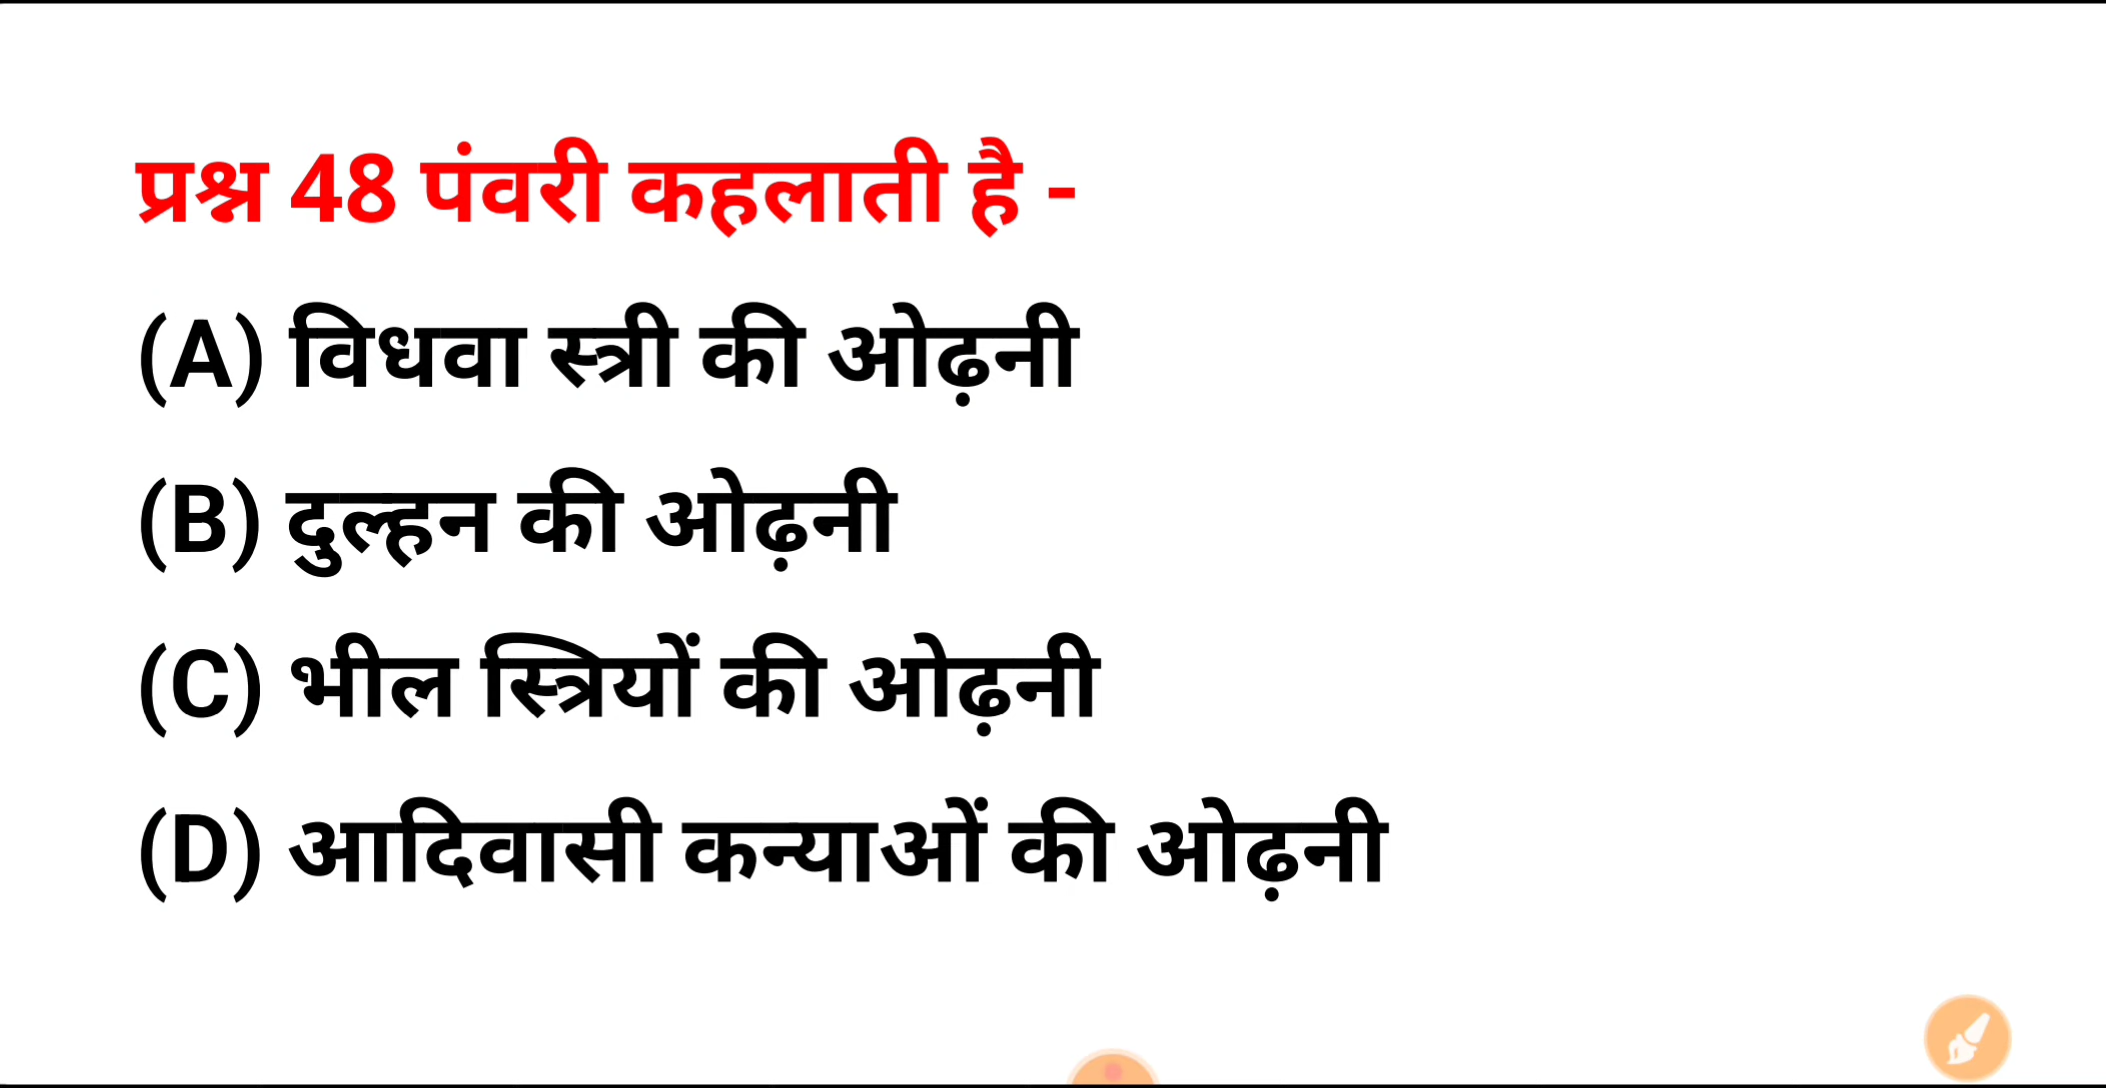 प्रश्न 48 पंवरी कहलाती है -
(A) विधवा स्त्री की ओढ़नी
(B) दुल्हन की ओढ़नी
(C) भील स्त्रियों की ओढ़नी
(D) आदिवासी कन्याओं की ओढ़नी